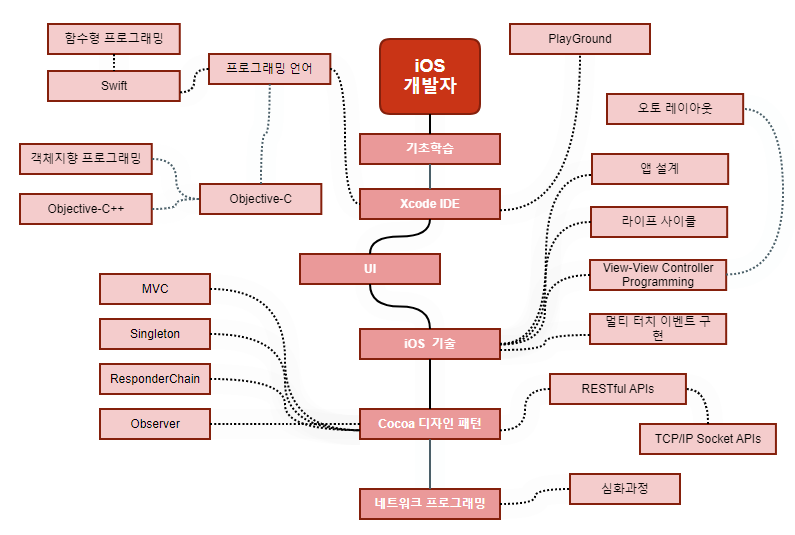 함수형 프로그래밍
Swift
프로그래밍 언어
iOS
개발자
PlayGround
기초학습
오토 레이아웃
객체지향 프로그래밍
Objective-C++
Objective-C
Xcode IDE
앱 설계
라이프 사이클
UI
View-View Controller
Programming
MVC
Singleton
ResponderChain
Observer
iOS 기술
멀티 터치 이벤트 구
현
Cocoa 디자인 패턴
RESTful APIs
TCP/IP Socket APIs
네트워크 프로그래밍
심화과정